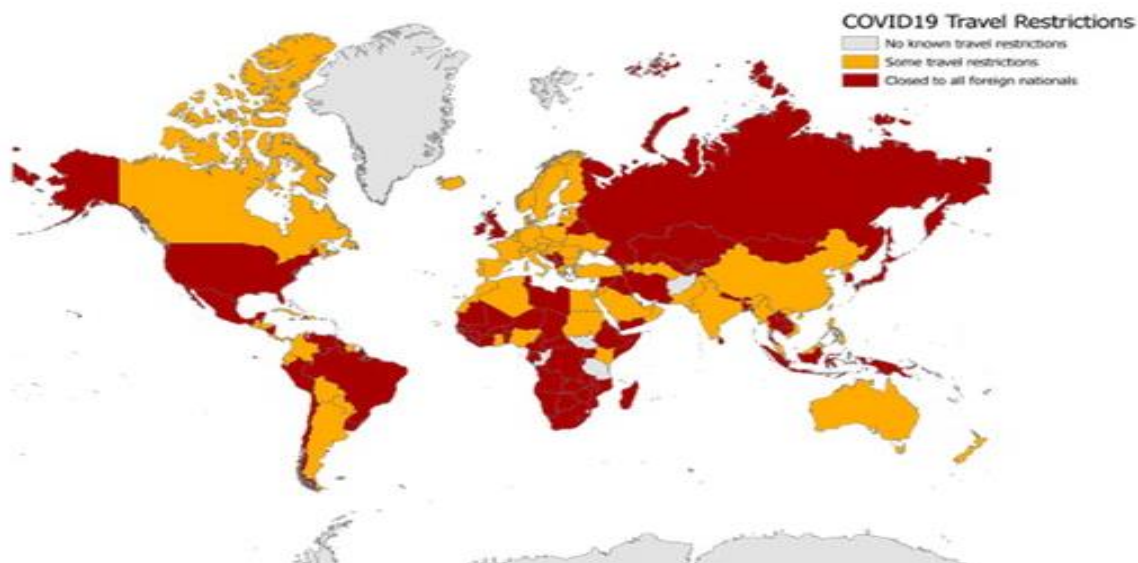 COVID19 Travel Restrictions
No known travel restrictions
Some travel restrictions
Closed to all foreign nationals